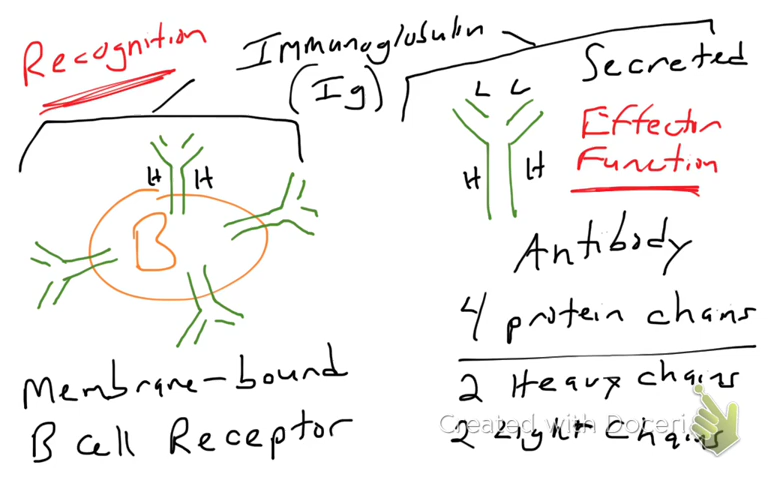 Recognition
Immunoglobulin
(Ig)
H H
B
Membrane-bound
B Cell Receptor
Secreted
L L
Effector
Function
H H
Antibody
4 protein chans
2 Heavy chains
2 Light Chains
Created with Doceri